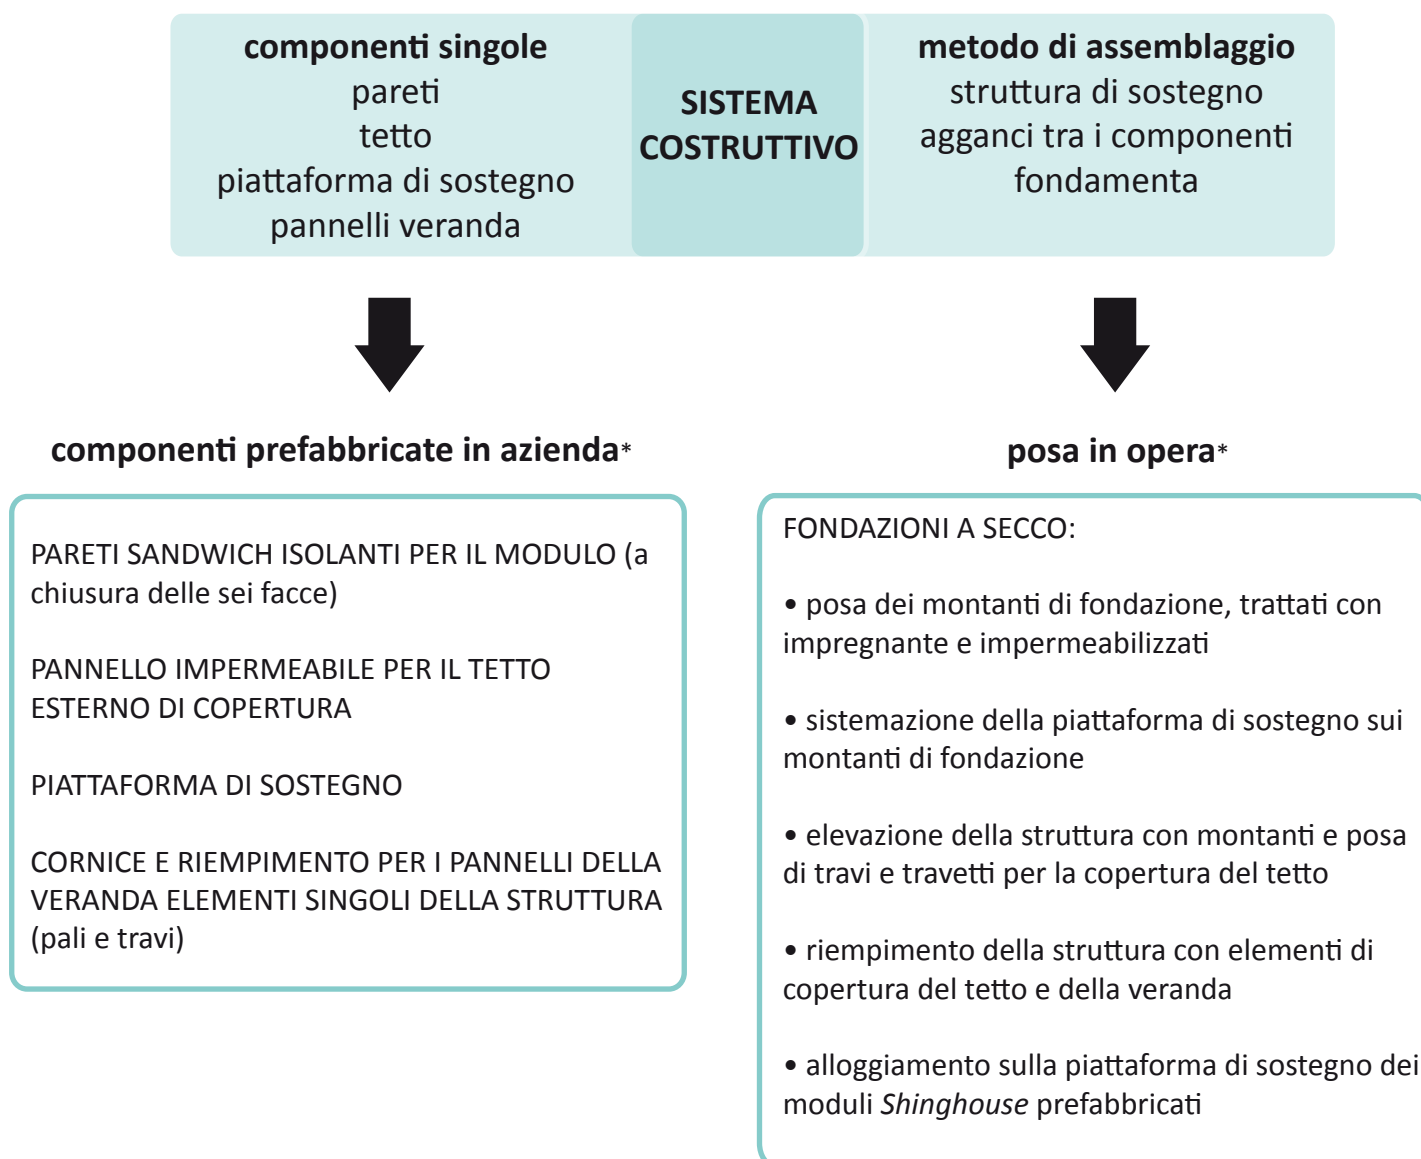 componenti singole
pareti
tetto
piattaforma di sostegno
pannelli veranda
SISTEMA
COSTRUTTIVO
metodo di assemblaggio
struttura di sostegno
agganci tra i componenti
fondamenta
componenti prefabbricate in azienda*
PARETI SANDWICH ISOLANTI PER IL MODULO (a
chiusura delle sei facce)
PANNELLO IMPERMEABILE PER IL TETTO
ESTERNO DI COPERTURA
PIATTAFORMA DI SOSTEGNO
CORNICE E RIEMPIMENTO PER I PANNELLI DELLA
VERANDA ELEMENTI SINGOLI DELLA STRUTTURA
(pali e travi)
posa in opera*
FONDAZIONI A SECCO:
• posa dei montanti di fondazione, trattati con
impregnante e impermeabilizzati
• sistemazione della piattaforma di sostegno sui
montanti di fondazione
• elevazione della struttura con montanti e posa
di travi e travetti per la copertura del tetto
• riempimento della struttura con elementi di
copertura del tetto e della veranda
• alloggiamento sulla piattaforma di sostegno dei
moduli Shinghouse prefabbricati